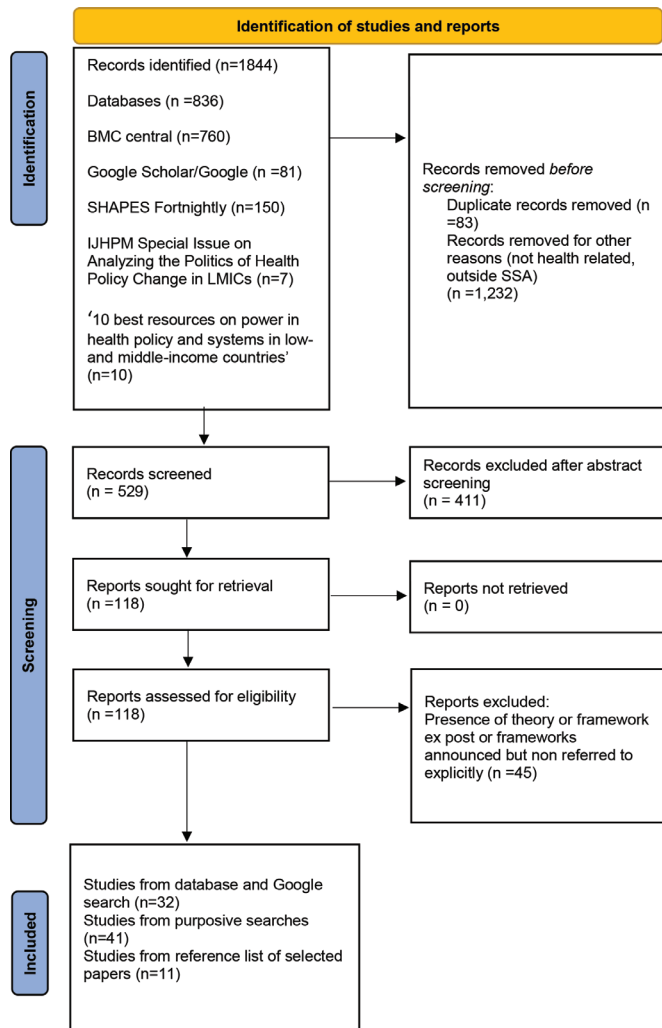 Identification of studies and reports
Identification
Records identified (n=1844)
Databases (n =836)
BMC central (n=760)
Google Scholar/Google (n =81)
SHAPES Fortnightly (n=150)
IJHPM Special Issue on
Analyzing the Politics of Health
Policy Change in LMICs (n=7)
‘10 best resources on power in
health policy and systems in low-
and middle-income countries’
(n=10)
Records removed before
screening:
Duplicate records removed (n
=83)
Records removed for other
reasons (not health related,
outside SSA)
(n =1,232)
Screening
Records screened
(n = 529)
Records excluded after abstract
screening
(n = 411)
Reports sought for retrieval
(n =118)
Reports not retrieved
(n = 0)
Reports assessed for eligibility
(n =118)
Reports excluded:
Presence of theory or framework
ex post or frameworks
announced but non referred to
explicitly (n =45)
Included
Studies from database and Google
search (n=32)
Studies from purposive searches
(n=41)
Studies from reference list of selected
papers (n=11)